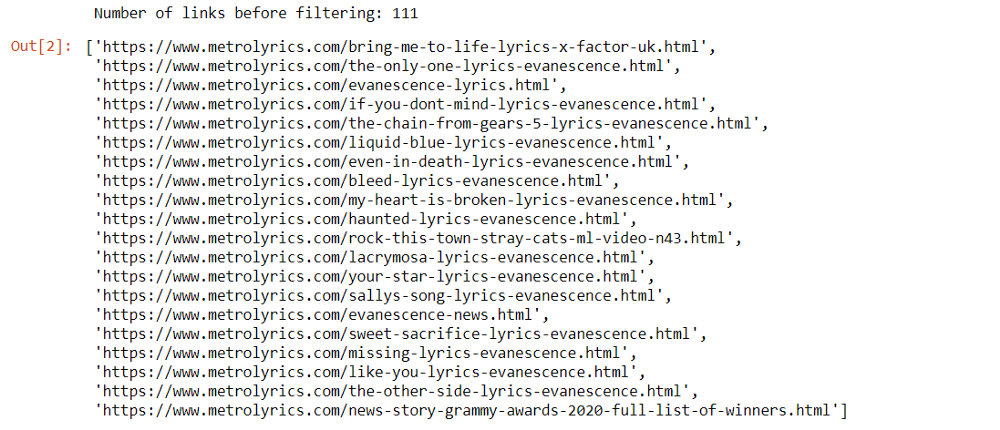 Number of links before filtering: 111
Out[2]: ['https://www.metrolyrics.com/bring-me-to-life-lyrics-x-factor-uk.html',
'https://www.metrolyrics.com/the-only-one-lyrics-evanescence.html',
'https://www.metrolyrics.com/evanescence-lyrics.html',
'https://www.metrolyrics.com/if-you-dont-mind-lyrics-evanescence.html',
'https://www.metrolyrics.com/the-chain-from-gears-5-lyrics-evanescence.html',
'https://www.metrolyrics.com/liquid-blue-lyrics-evanescence.html',
'https://www.metrolyrics.com/even-in-death-lyrics-evanescence.html',
'https://www.metrolyrics.com/bleed-lyrics-evanescence.html',
'https://www.metrolyrics.com/my-heart-is-broken-lyrics-evanescence.html',
'https://www.metrolyrics.com/haunted-lyrics-evanescence.html',
'https://www.metrolyrics.com/rock-this-town-stray-cats-ml-video-n43.html',
'https://www.metrolyrics.com/lacrymosa-lyrics-evanescence.html',
'https://www.metrolyrics.com/your-star-lyrics-evanescence.html',
'https://www.metrolyrics.com/sallys-song-lyrics-evanescence.html',
'https://www.metrolyrics.com/evanescence-news.html',
'https://www.metrolyrics.com/sweet-sacrifice-lyrics-evanescence.html',
'https://www.metrolyrics.com/missing-lyrics-evanescence.html',
'https://www.metrolyrics.com/like-you-lyrics-evanescence.html',
'https://www.metrolyrics.com/the-other-side-lyrics-evanescence.html',
'https://www.metrolyrics.com/news-story-grammy-awards-2020-full-list-of-winners.html']